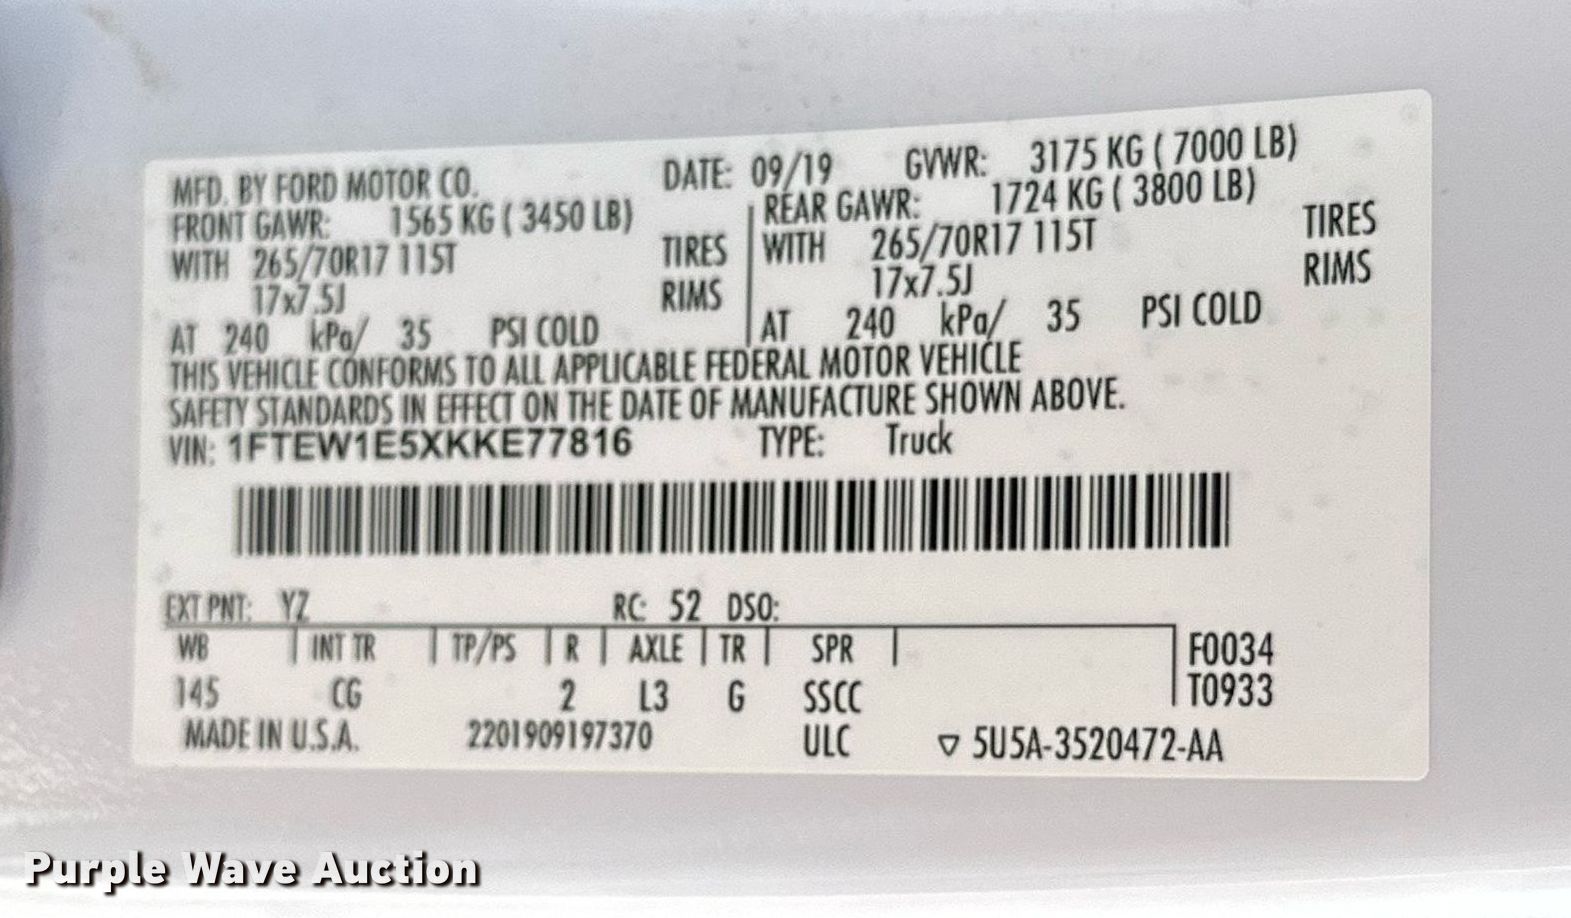 MFD. BY FORD MOTOR CO. DATE: 09/19 GVWR: 3175 KG ( 7000 LB)
FRONT GAWR: 1565 KG ( 3450 LB) REAR GAWR: 1724 KG ( 3800 LB)
WITH 265/70R17 115T TIRES WITH 265/70R17 115T TIRES
17x7.5J RIMS 17x7.5J RIMS
AT 240 kPa/ 35 PSI COLD AT 240 kPa/ 35 PSI COLD
THIS VEHICLE CONFORMS TO ALL APPLICABLE FEDERAL MOTOR VEHICLE
SAFETY STANDARDS IN EFFECT ON THE DATE OF MANUFACTURE SHOWN ABOVE.
VIN: 1FTEW1E5XKKE77816 TYPE: Truck
EXT PNT: YZ RC: 52 DSO:
WB INT TR TP/PS R AXLE TR SPR F0034
145 CG 2 L3 G SSCC T0933
MADE IN U.S.A. 2201909197370 ULC ▽ 5U5A-3520472-AA
Purple Wave Auction